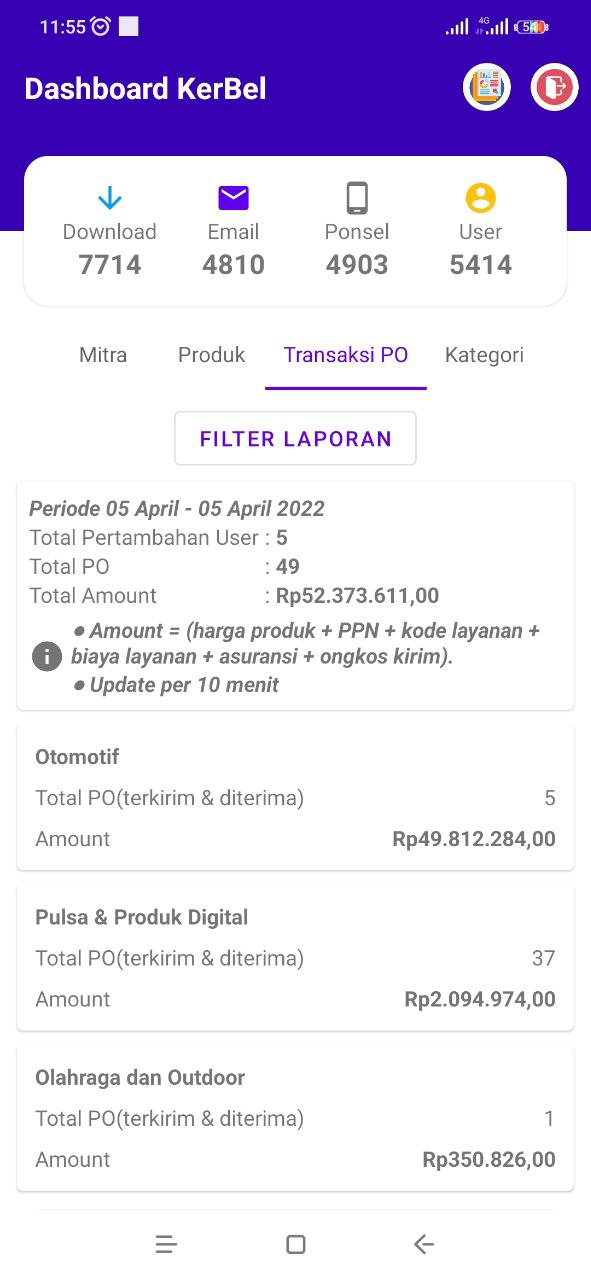 11:55
4G
54
Dashboard KerBel
Download Email Ponsel User
7714 4810 4903 5414
Mitra Produk Transaksi PO Kategori
FILTER LAPORAN
Periode 05 April - 05 April 2022
Total Pertambahan User : 5
Total PO : 49
Total Amount : Rp52.373.611,00
● Amount = (harga produk + PPN + kode layanan +
biaya layanan + asuransi + ongkos kirim).
● Update per 10 menit
Otomotif
Total PO(terkirim & diterima) 5
Amount Rp49.812.284,00
Pulsa & Produk Digital
Total PO(terkirim & diterima) 37
Amount Rp2.094.974,00
Olahraga dan Outdoor
Total PO(terkirim & diterima) 1
Amount Rp350.826,00